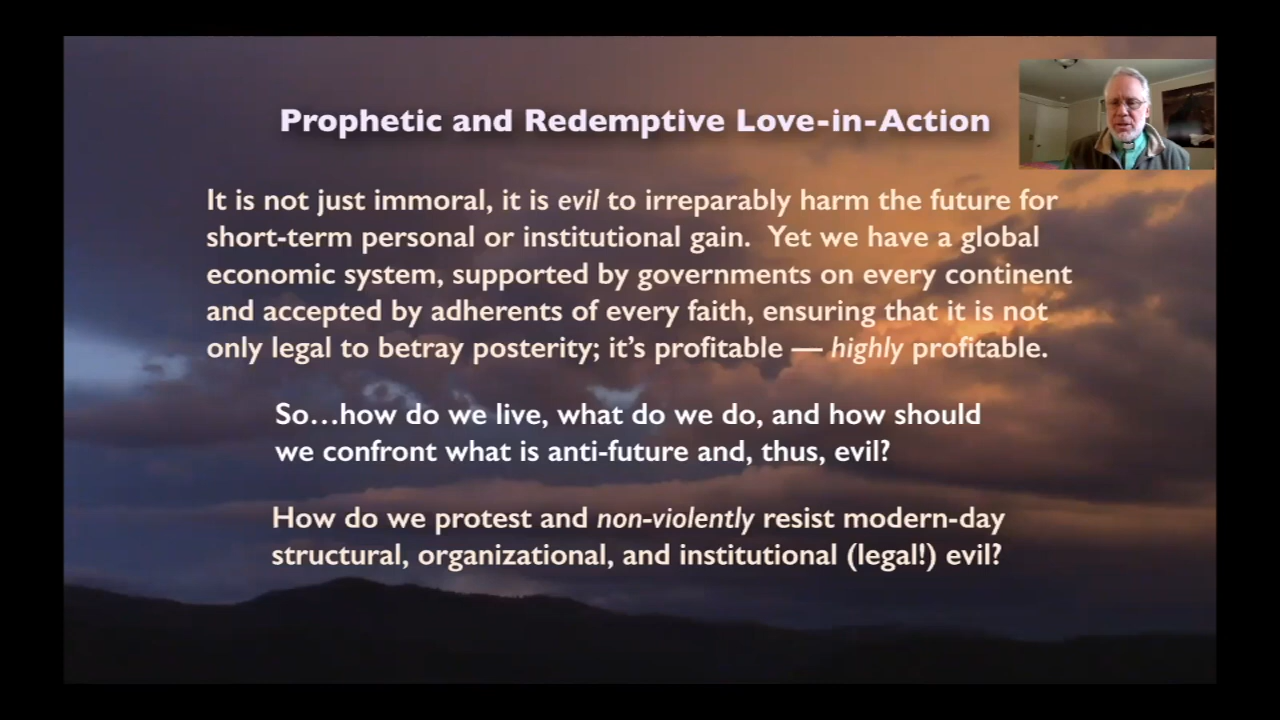 Prophetic and Redemptive Love-in-Action
It is not just immoral, it is evil to irreparably harm the future for
short-term personal or institutional gain.  Yet we have a global
economic system, supported by governments on every continent
and accepted by adherents of every faith, ensuring that it is not
only legal to betray posterity; it’s profitable — highly profitable.
So…how do we live, what do we do, and how should
we confront what is anti-future and, thus, evil?
How do we protest and non-violently resist modern-day
structural, organizational, and institutional (legal!) evil?